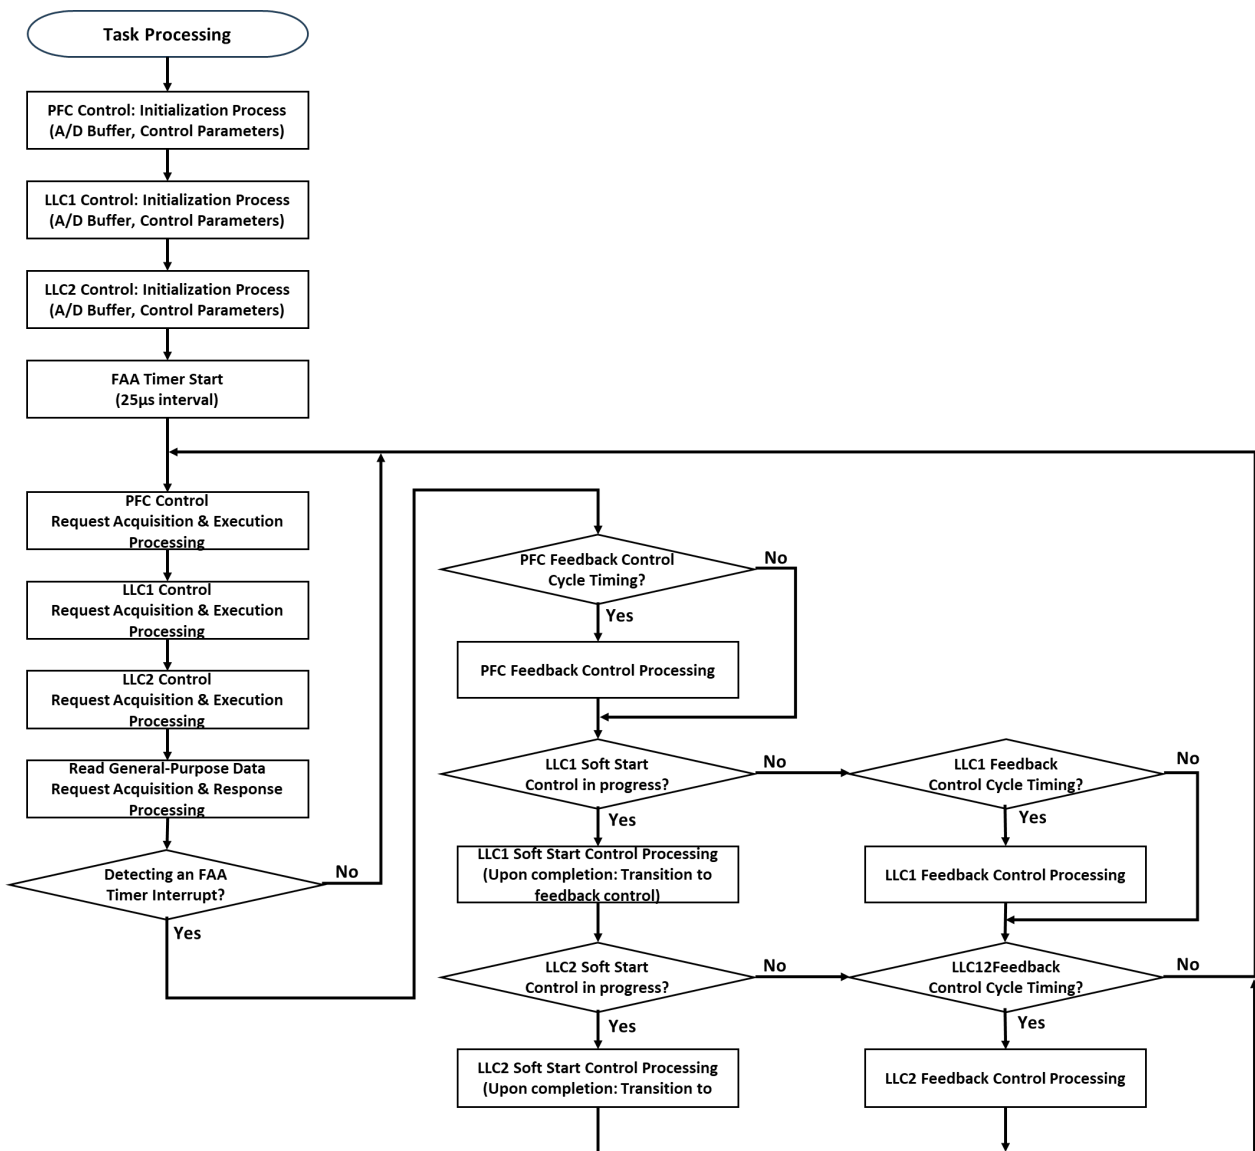 Task Processing
PFC Control: Initialization Process
(A/D Buffer, Control Parameters)
LLC1 Control: Initialization Process
(A/D Buffer, Control Parameters)
LLC2 Control: Initialization Process
(A/D Buffer, Control Parameters)
FAA Timer Start
(25μs interval)
PFC Control
Request Acquisition & Execution
Processing
LLC1 Control
Request Acquisition & Execution
Processing
LLC2 Control
Request Acquisition & Execution
Processing
Read General-Purpose Data
Request Acquisition & Response
Processing
Detecting an FAA
Timer Interrupt?
No
Yes
PFC Feedback Control
Cycle Timing?
No
Yes
PFC Feedback Control Processing
LLC1 Soft Start
Control in progress?
No
Yes
LLC1 Feedback
Control Cycle Timing?
No
Yes
LLC1 Soft Start Control Processing
(Upon completion: Transition to
feedback control)
LLC1 Feedback Control Processing
LLC2 Soft Start
Control in progress?
No
Yes
LLC12Feedback
Control Cycle Timing?
No
Yes
LLC2 Soft Start Control Processing
(Upon completion: Transition to
LLC2 Feedback Control Processing